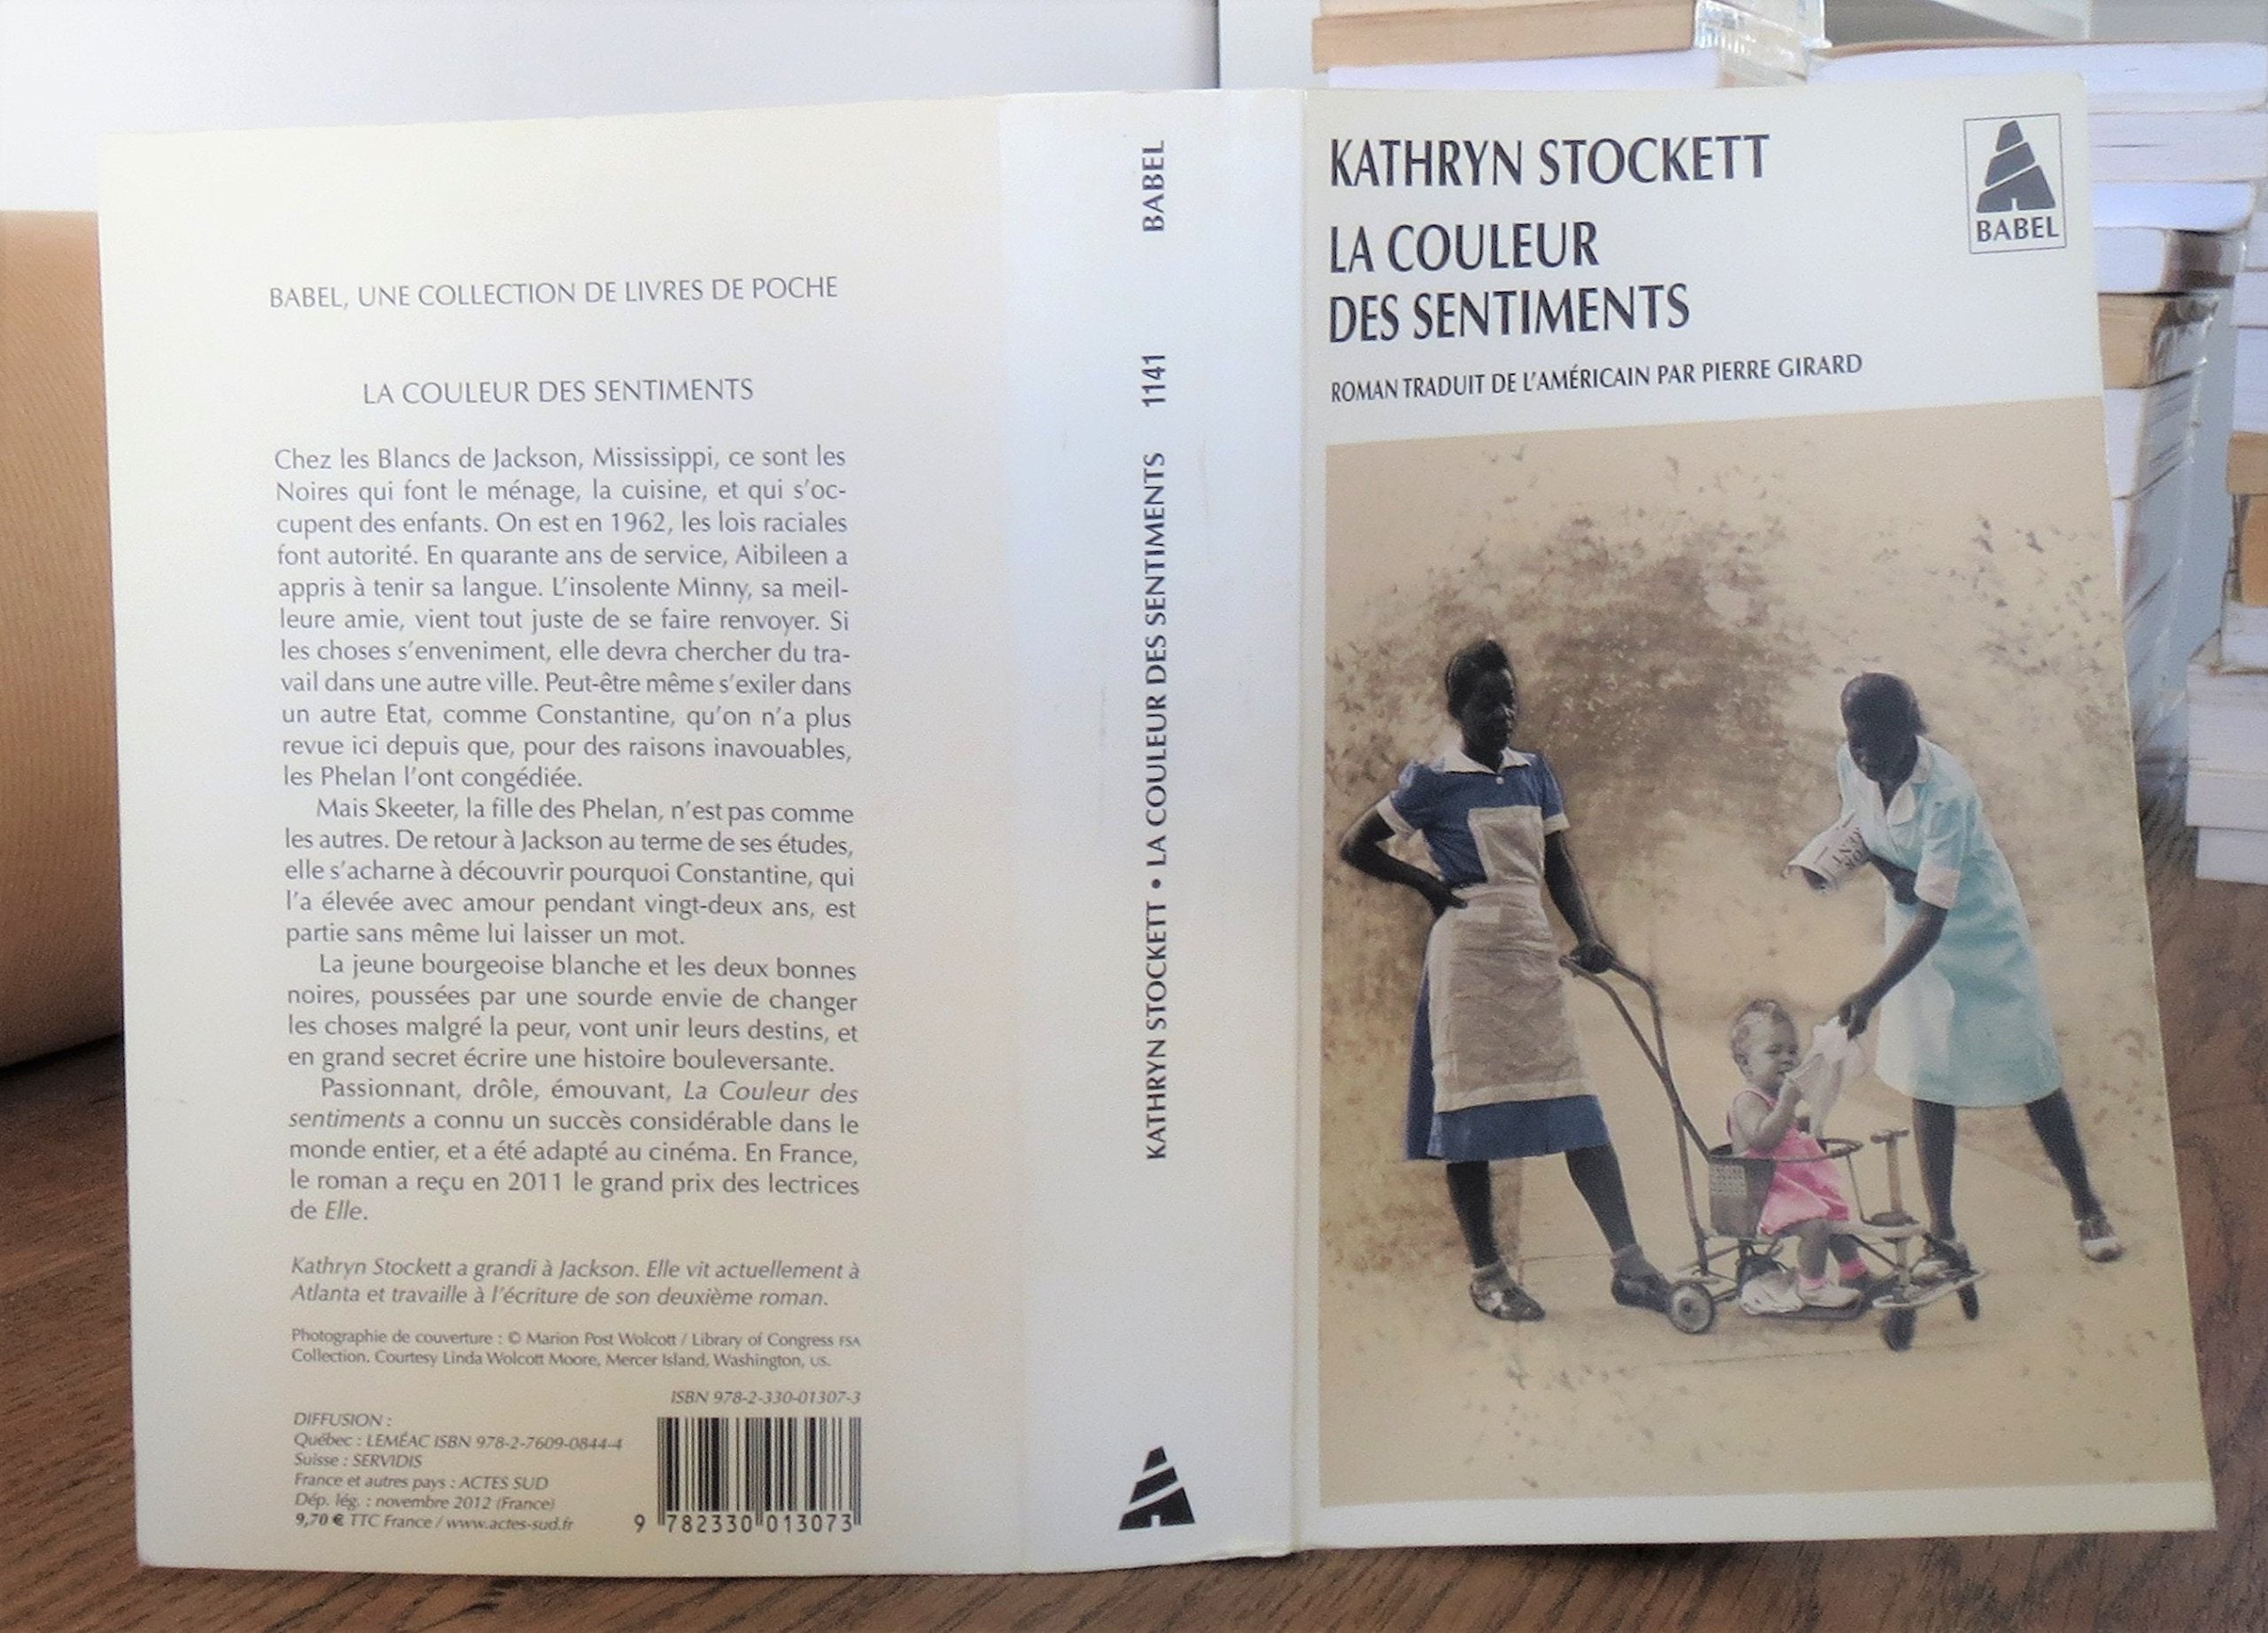 BABEL, UNE COLLECTION DE LIVRES DE POCHE
LA COULEUR DES SENTIMENTS
Chez les Blancs de Jackson, Mississippi, ce sont les
Noires qui font le ménage, la cuisine, et qui s'oc-
cupent des enfants. On est en 1962, les lois raciales
font autorité. En quarante ans de service, Aibileen a
appris à tenir sa langue. L'insolente Minny, sa meil-
leure amie, vient tout juste de se faire renvoyer. Si
les choses s'enveniment, elle devra chercher du tra-
vail dans une autre ville. Peut-être même s'exiler dans
un autre Etat, comme Constantine, qu'on n'a plus
revue ici depuis que, pour des raisons inavouables,
les Phelan l'ont congédiée.
Mais Skeeter, la fille des Phelan, n'est pas comme
les autres. De retour à Jackson au terme de ses études,
elle s'acharne à découvrir pourquoi Constantine, qui
l'a élevée avec amour pendant vingt-deux ans, est
partie sans même lui laisser un mot.
La jeune bourgeoise blanche et les deux bonnes
noires, poussées par une sourde envie de changer
les choses malgré la peur, vont unir leurs destins, et
en grand secret écrire une histoire bouleversante.
Passionnant, drôle, émouvant, La Couleur des
sentiments a connu un succès considérable dans le
monde entier, et a été adapté au cinéma. En France,
le roman a reçu en 2011 le grand prix des lectrices
de Elle.
Kathryn Stockett a grandi à Jackson. Elle vit actuellement à
Atlanta et travaille à l'écriture de son deuxième roman.
Photographie de couverture : © Marion Post Wolcott / Library of Congress FSA
Collection. Courtesy Linda Wolcott Moore, Mercer Island, Washington, US.
ISBN 978-2-330-01307-3
DIFFUSION :
Québec : LEMÉAC ISBN 978-2-7609-0844-4
Suisse : SERVIDIS
France et autres pays : ACTES SUD
Dép. lég. : novembre 2012 (France)
9,70 € TTC France / www.actes-sud.fr
9 782330 013073
KATHRYN STOCKETT • LA COULEUR DES SENTIMENTS 1141 BABEL
KATHRYN STOCKETT
LA COULEUR
DES SENTIMENTS
ROMAN TRADUIT DE L'AMÉRICAIN PAR PIERRE GIRARD
BABEL